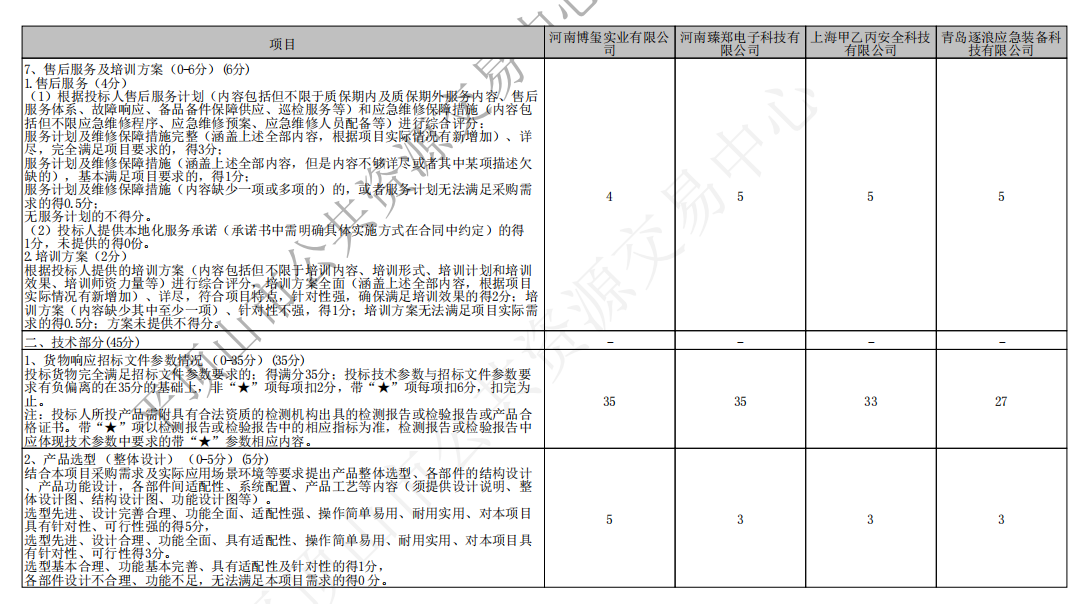 项目
河南博玺实业有限公
司
河南臻郑电子科技有
限公司
上海甲乙丙安全科技
有限公司
青岛逐浪应急装备科
技有限公司
7、售后服务及培训方案（0-6分）(6分)
1.售后服务（4分）
（1）根据投标人售后服务计划（内容包括但不限于质保期内及质保期外服务内容、售后
服务体系、故障响应、备品备件保障供应、巡检服务等）和应急维修保障措施（内容包
括但不限应急维修程序、应急维修预案、应急维修人员配备等）进行综合评分：
服务计划及维修保障措施完整（涵盖上述全部内容，根据项目实际情况有新增加）、详
尽，完全满足项目要求的，得3分；
服务计划及维修保障措施（涵盖上述全部内容，但是内容不够详尽或者其中某项描述欠
缺的），基本满足项目要求的，得1分；
服务计划及维修保障措施（内容缺少一项或多项的）的，或者服务计划无法满足采购需
求的得0.5分；
无服务计划的不得分。
（2）投标人提供本地化服务承诺（承诺书中需明确具体实施方式在合同中约定）的得
1分，未提供的得0份。
2.培训方案（2分）
根据投标人提供的培训方案（内容包括但不限于培训内容、培训形式、培训计划和培训
效果、培训师资力量等）进行综合评分，培训方案全面（涵盖上述全部内容，根据项目
实际情况有新增加）、详尽，符合项目特点，针对性强，确保满足培训效果的得2分；培
训方案（内容缺少其中至少一项）、针对性不强，得1分；培训方案无法满足项目实际需
求的得0.5分；方案未提供不得分。
4
5
5
5
二、技术部分(45分)
–
–
–
–
1、货物响应招标文件参数情况（0-35分）(35分)
投标货物完全满足招标文件参数要求的；得满分35分；投标技术参数与招标文件参数要
求有负偏离的在35分的基础上，非“★”项每项扣2分，带“★”项每项扣6分，扣完为
止。
注：投标人所投产品需附具有合法资质的检测机构出具的检测报告或检验报告或产品合
格证书。带“★”项以检测报告或检验报告中的相应指标为准，检测报告或检验报告中
应体现技术参数中要求的带“★”参数相应内容。
35
35
33
27
2、产品选型（整体设计）（0-5分）(5分)
结合本项目采购需求及实际应用场景环境等要求提出产品整体选型、各部件的结构设计
、产品功能设计，各部件间适配性、系统配置、产品工艺等内容（须提供设计说明、整
体设计图、结构设计图、功能设计图等）。
选型先进、设计完善合理、功能全面、适配性强、操作简单易用、耐用实用、对本项目
具有针对性、可行性强的得5分，
选型先进、设计合理、功能全面、具有适配性、操作简单易用、耐用实用、对本项目具
有针对性、可行性得3分。
选型基本合理、功能基本完善、具有适配性及针对性的得1分，
各部件设计不合理、功能不足，无法满足本项目需求的得0分。
5
3
3
3
平顶山市公共资源交易中心
平顶山市公共资源交易中心